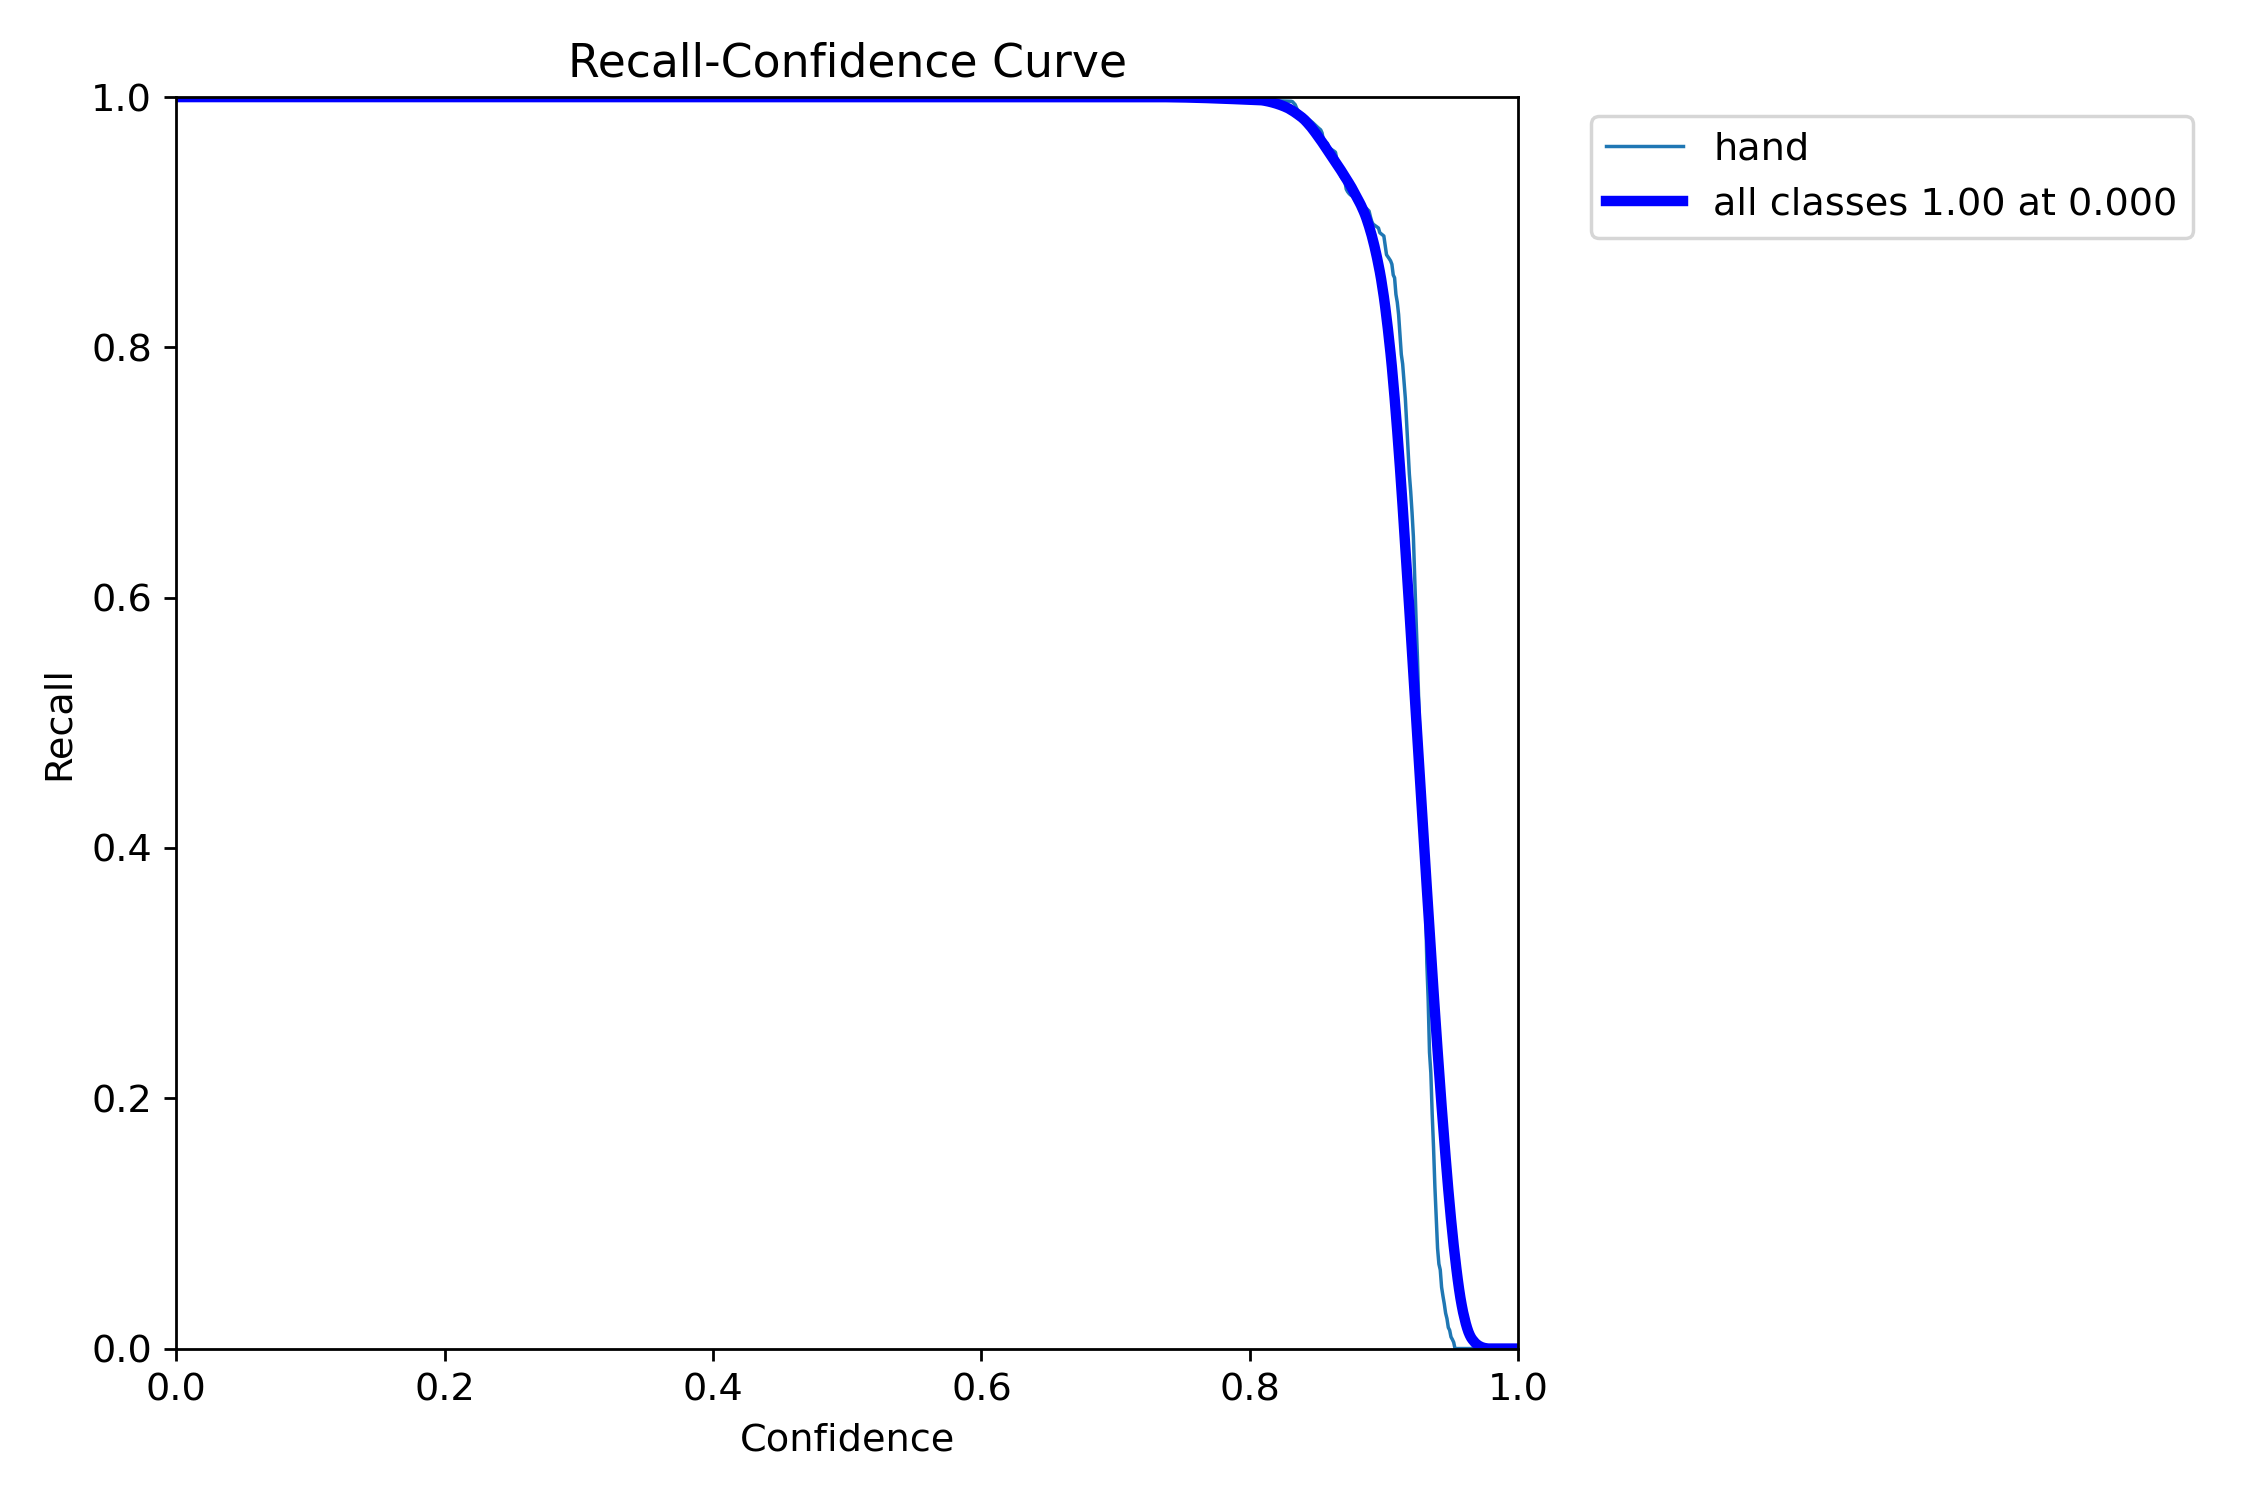 Recall-Confidence Curve
1.0
0.8
0.6
0.4
0.2
0.0
Recall
0.0 0.2 0.4 0.6 0.8 1.0
Confidence
hand
all classes 1.00 at 0.000